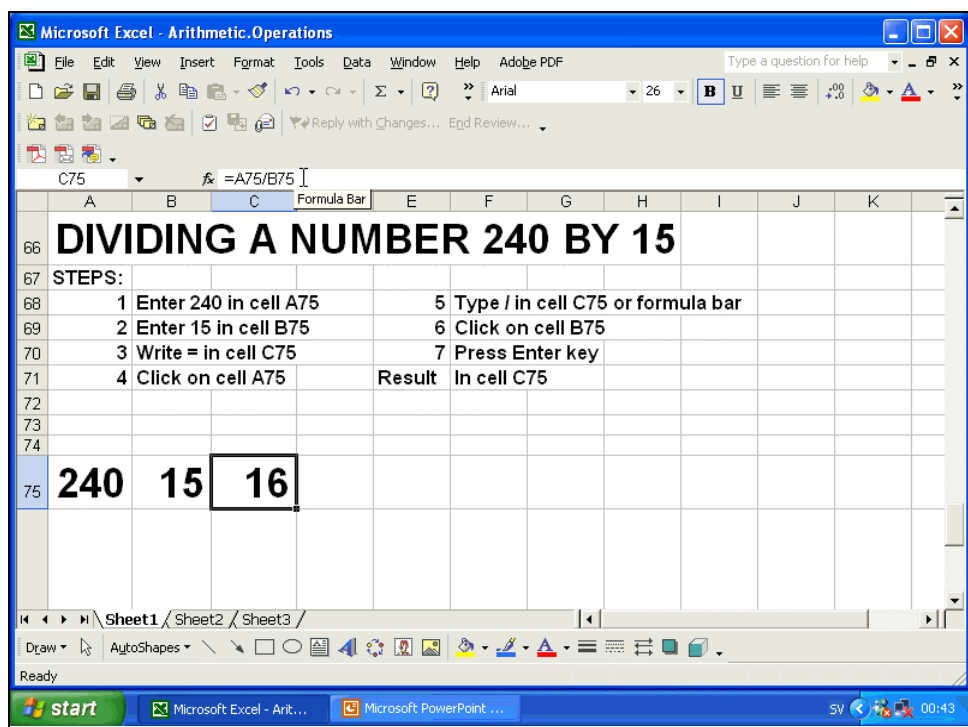 Microsoft Excel - Arithmetic.Operations
File Edit View Insert Format Tools Data Window Help Adobe PDF Type a question for help
Arial 26 B U
Reply with Changes... End Review...
C75 fx =A75/B75
Formula Bar
A B C E F G H I J K
66 DIVIDING A NUMBER 240 BY 15
67 STEPS:
68 1 Enter 240 in cell A75 5 Type / in cell C75 or formula bar
69 2 Enter 15 in cell B75 6 Click on cell B75
70 3 Write = in cell C75 7 Press Enter key
71 4 Click on cell A75 Result In cell C75
72
73
74
75 240 15 16
Sheet1 Sheet2 Sheet3
Draw AutoShapes
Ready
start Microsoft Excel - Arit... Microsoft PowerPoint ... SV 00:43